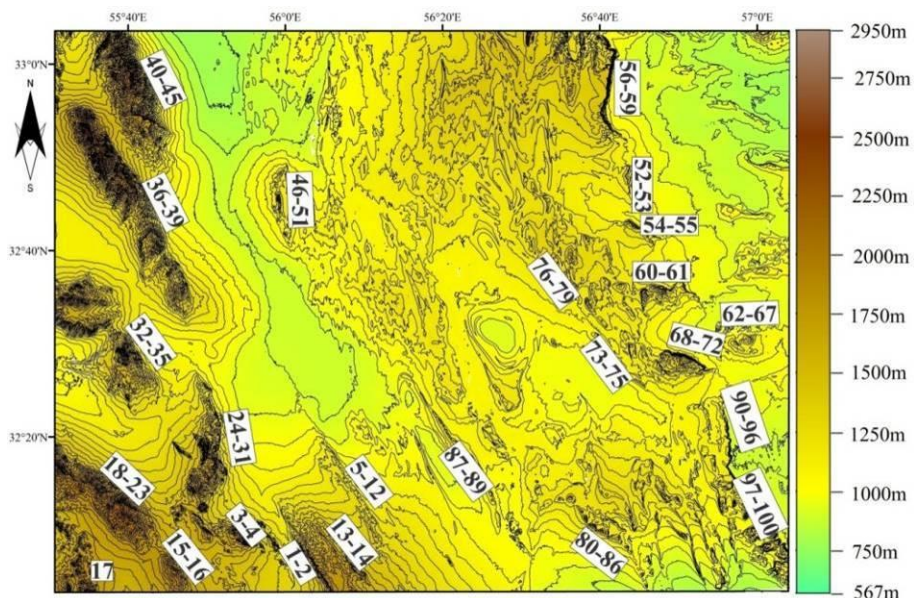 55°40'E 56°0'E 56°20'E 56°40'E 57°0'E
33°0'N
32°40'N
32°20'N
N
S
40-45
36-39
46-51
56-59
52-53
54-55
60-61
62-67
76-79
68-72
73-75
32-35
24-31
90-96
18-23
5-12
87-89
97-100
3-4
13-14
80-86
15-16
1-2
17
2950m
2750m
2500m
2250m
2000m
1750m
1500m
1250m
1000m
750m
567m